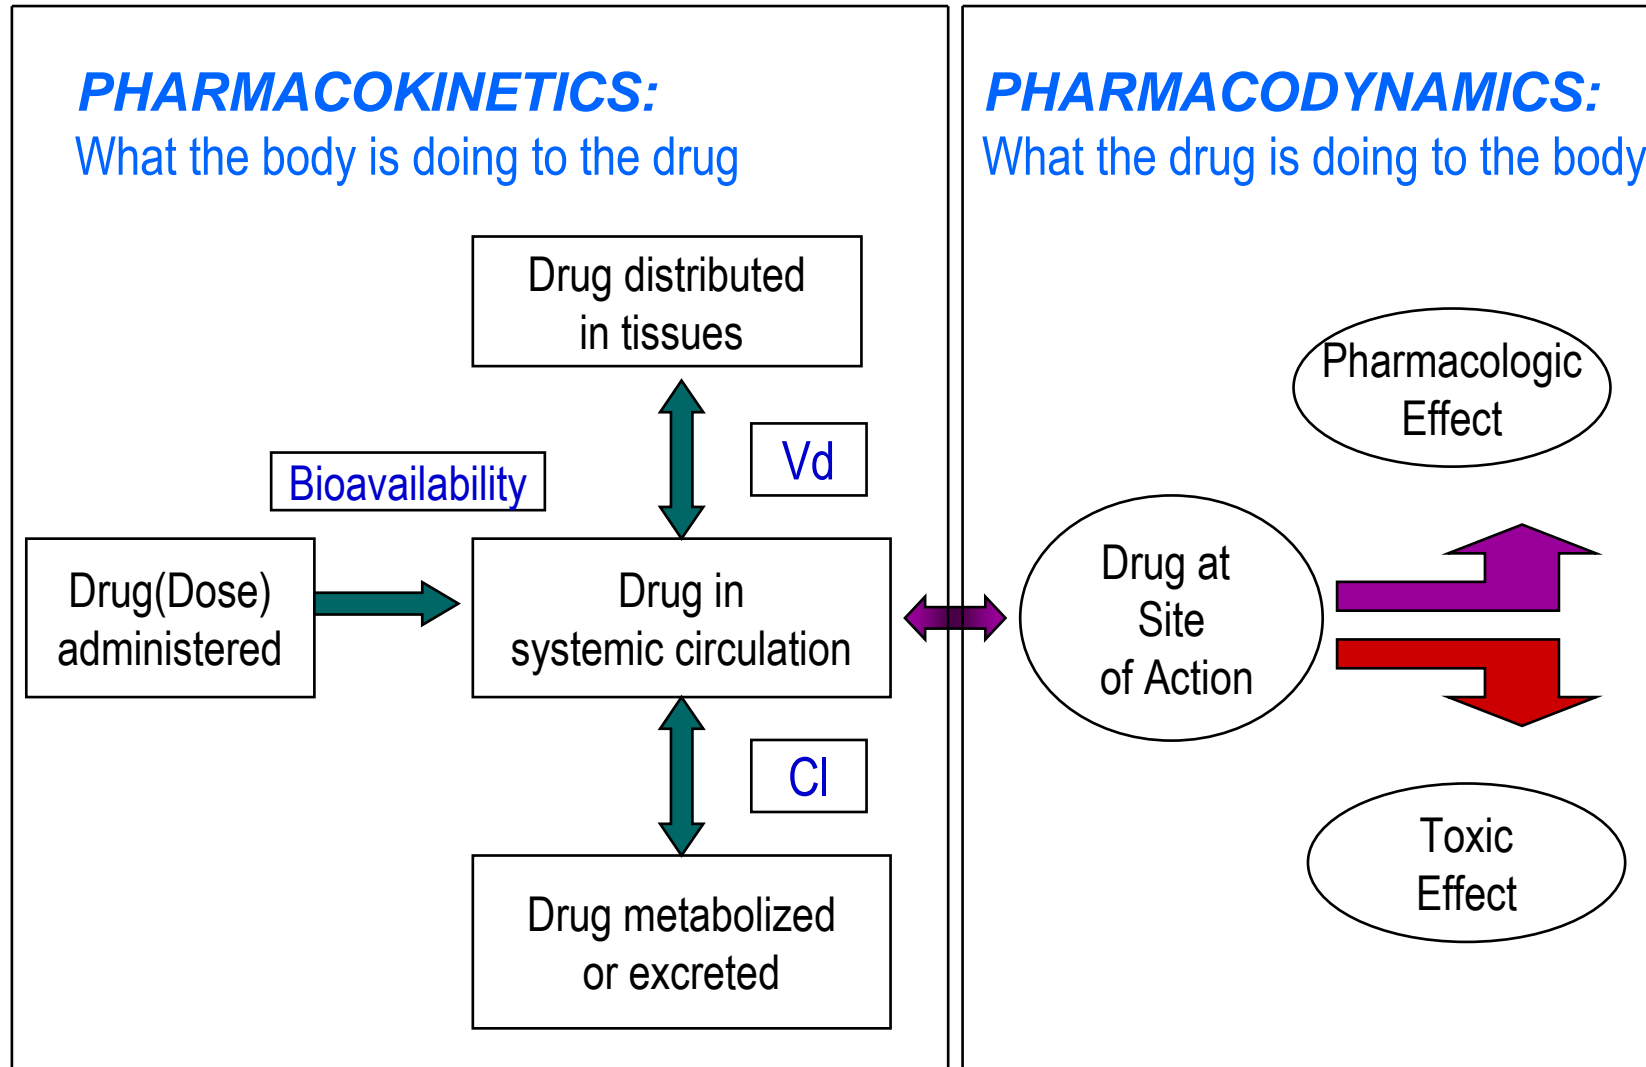 PHARMACOKINETICS:
What the body is doing to the drug
Drug distributed
in tissues
Vd
Bioavailability
Drug(Dose)
administered
Drug in
systemic circulation
Cl
Drug metabolized
or excreted
PHARMACODYNAMICS:
What the drug is doing to the body
Pharmacologic
Effect
Drug at
Site
of Action
Toxic
Effect